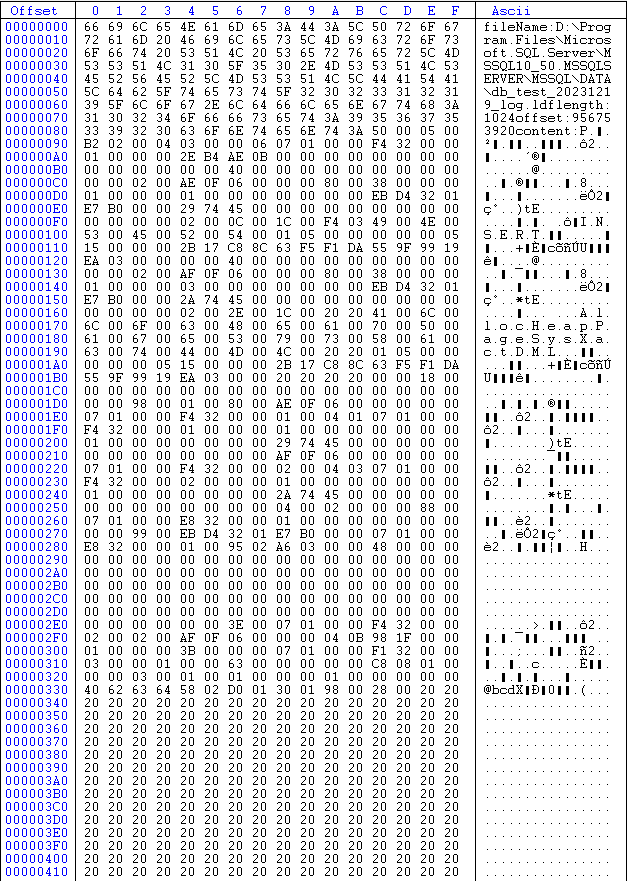 Offset 0 1 2 3 4 5 6 7 8 9 A B C D E F Ascii
00000000 66 69 6C 65 4E 61 6D 65 3A 44 3A 5C 50 72 6F 67 fileName:D:\Prog
00000010 72 61 6D 20 46 69 6C 65 73 5C 4D 69 63 72 6F 73 ram.Files\Micros
00000020 6F 66 74 20 53 51 4C 20 53 65 72 76 65 72 5C 4D oft.SQL.Server\M
00000030 53 53 51 4C 31 30 5F 35 30 2E 4D 53 53 51 4C 53 SSQL10_50.MSSQLS
00000040 45 52 56 45 52 5C 4D 53 53 51 4C 5C 44 41 54 41 ERVER\MSSQL\DATA
00000050 5C 64 62 5F 74 65 73 74 5F 32 30 32 33 31 32 31 \db_test_2023121
00000060 39 5F 6C 6F 67 2E 6C 64 66 6C 65 6E 67 74 68 3A 9_log.ldflength:
00000070 31 30 32 34 6F 66 66 73 65 74 3A 39 35 36 37 35 1024offset:95675
00000080 33 39 32 30 63 6F 6E 74 65 6E 74 3A 50 00 05 00 3920content:P.▮.
00000090 B2 02 00 04 03 00 00 06 07 01 00 00 F4 32 00 00
000000A0 01 00 00 00 2E B4 AE 0B 00 00 00 00 00 00 00 00
000000B0 00 00 00 00 00 00 40 00 00 00 00 00 00 00 00 00
000000C0 00 00 02 00 AE 0F 06 00 00 00 80 00 38 00 00 00
000000D0 01 00 00 00 01 00 00 00 00 00 00 00 EB D4 32 01
000000E0 E7 B0 00 00 29 74 45 00 00 00 00 00 00 00 00 00
000000F0 00 00 00 00 02 00 0C 00 1C 00 F4 03 49 00 4E 00
00000100 53 00 45 00 52 00 54 00 01 05 00 00 00 00 00 05
00000110 15 00 00 00 2B 17 C8 8C 63 F5 F1 DA 55 9F 99 19
00000120 EA 03 00 00 00 00 40 00 00 00 00 00 00 00 00 00
00000130 00 00 02 00 AF 0F 06 00 00 00 80 00 38 00 00 00
00000140 01 00 00 00 03 00 00 00 00 00 00 00 EB D4 32 01
00000150 E7 B0 00 00 2A 74 45 00 00 00 00 00 00 00 00 00
00000160 00 00 00 00 02 00 2E 00 1C 00 20 20 41 00 6C 00
00000170 6C 00 6F 00 63 00 48 00 65 00 61 00 70 00 50 00
00000180 61 00 67 00 65 00 53 00 79 00 73 00 58 00 61 00
00000190 63 00 74 00 44 00 4D 00 4C 00 20 20 01 05 00 00
000001A0 00 00 00 05 15 00 00 00 2B 17 C8 8C 63 F5 F1 DA
000001B0 55 9F 99 19 EA 03 00 00 20 20 20 20 00 00 18 00
000001C0 00 00 00 00 00 00 00 00 00 00 00 00 00 00 00 00
000001D0 00 00 98 00 01 00 80 00 AE 0F 06 00 00 00 00 00
000001E0 07 01 00 00 F4 32 00 00 01 00 04 01 07 01 00 00
000001F0 F4 32 00 00 01 00 01 00 00 00 00 00 00 00 00 00
00000200 01 00 00 00 00 00 00 00 29 74 45 00 00 00 00 00
00000210 00 00 00 00 00 00 00 00 AF 0F 06 00 00 00 00 00
00000220 07 01 00 00 F4 32 00 00 02 00 04 03 07 01 00 00
00000230 F4 32 00 00 02 00 01 00 00 00 00 00 00 00 00 00
00000240 01 00 00 00 00 00 00 00 2A 74 45 00 00 00 00 00
00000250 00 00 00 00 00 00 00 00 04 00 02 00 00 00 88 00
00000260 07 01 00 00 E8 32 00 00 01 00 00 00 00 00 00 00
00000270 00 00 99 00 EB D4 32 01 E7 B0 00 00 07 01 00 00
00000280 E8 32 00 00 01 00 95 02 A6 03 00 00 48 00 00 00
00000290 00 00 00 00 00 00 00 00 00 00 00 00 00 00 00 00
000002A0 00 00 00 00 00 00 00 00 00 00 00 00 00 00 00 00
000002B0 00 00 00 00 00 00 00 00 00 00 00 00 00 00 00 00
000002C0 00 00 00 00 00 00 00 00 00 00 00 00 00 00 00 00
000002D0 00 00 00 00 00 00 00 00 00 00 00 00 00 00 00 00
000002E0 00 00 00 00 00 00 3E 00 07 01 00 00 F4 32 00 00
000002F0 02 00 02 00 AF 0F 06 00 00 00 04 0B 98 1F 00 00
00000300 01 00 00 00 3B 00 00 00 07 01 00 00 F1 32 00 00
00000310 03 00 00 00 01 00 00 63 00 00 00 00 C8 08 01 00
00000320 00 00 03 00 01 00 01 00 00 00 01 00 00 00 00 00
00000330 40 62 63 64 58 02 D0 01 30 01 98 00 28 00 20 20
00000340 20 20 20 20 20 20 20 20 20 20 20 20 20 20 20 20
00000350 20 20 20 20 20 20 20 20 20 20 20 20 20 20 20 20
00000360 20 20 20 20 20 20 20 20 20 20 20 20 20 20 20 20
00000370 20 20 20 20 20 20 20 20 20 20 20 20 20 20 20 20
00000380 20 20 20 20 20 20 20 20 20 20 20 20 20 20 20 20
00000390 20 20 20 20 20 20 20 20 20 20 20 20 20 20 20 20
000003A0 20 20 20 20 20 20 20 20 20 20 20 20 20 20 20 20
000003B0 20 20 20 20 20 20 20 20 20 20 20 20 20 20 20 20
000003C0 20 20 20 20 20 20 20 20 20 20 20 20 20 20 20 20
000003D0 20 20 20 20 20 20 20 20 20 20 20 20 20 20 20 20
000003E0 20 20 20 20 20 20 20 20 20 20 20 20 20 20 20 20
000003F0 20 20 20 20 20 20 20 20 20 20 20 20 20 20 20 20
00000400 20 20 20 20 20 20 20 20 20 20 20 20 20 20 20 20
00000410 20 20 20 20 20 20 20 20 20 20 20 20 20 20 20 20